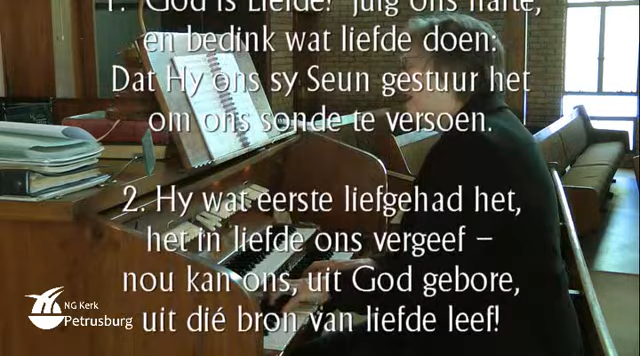 1. "God is Liefde!" juig ons harte,
en bedink wat liefde doen:
Dat Hy ons sy Seun gestuur het
om ons sonde te versoen.
2. Hy wat eerste liefgehad het,
het in liefde ons vergeef –
nou kan ons, uit God gebore,
uit dié bron van liefde leef!
NG Kerk
Petrusburg